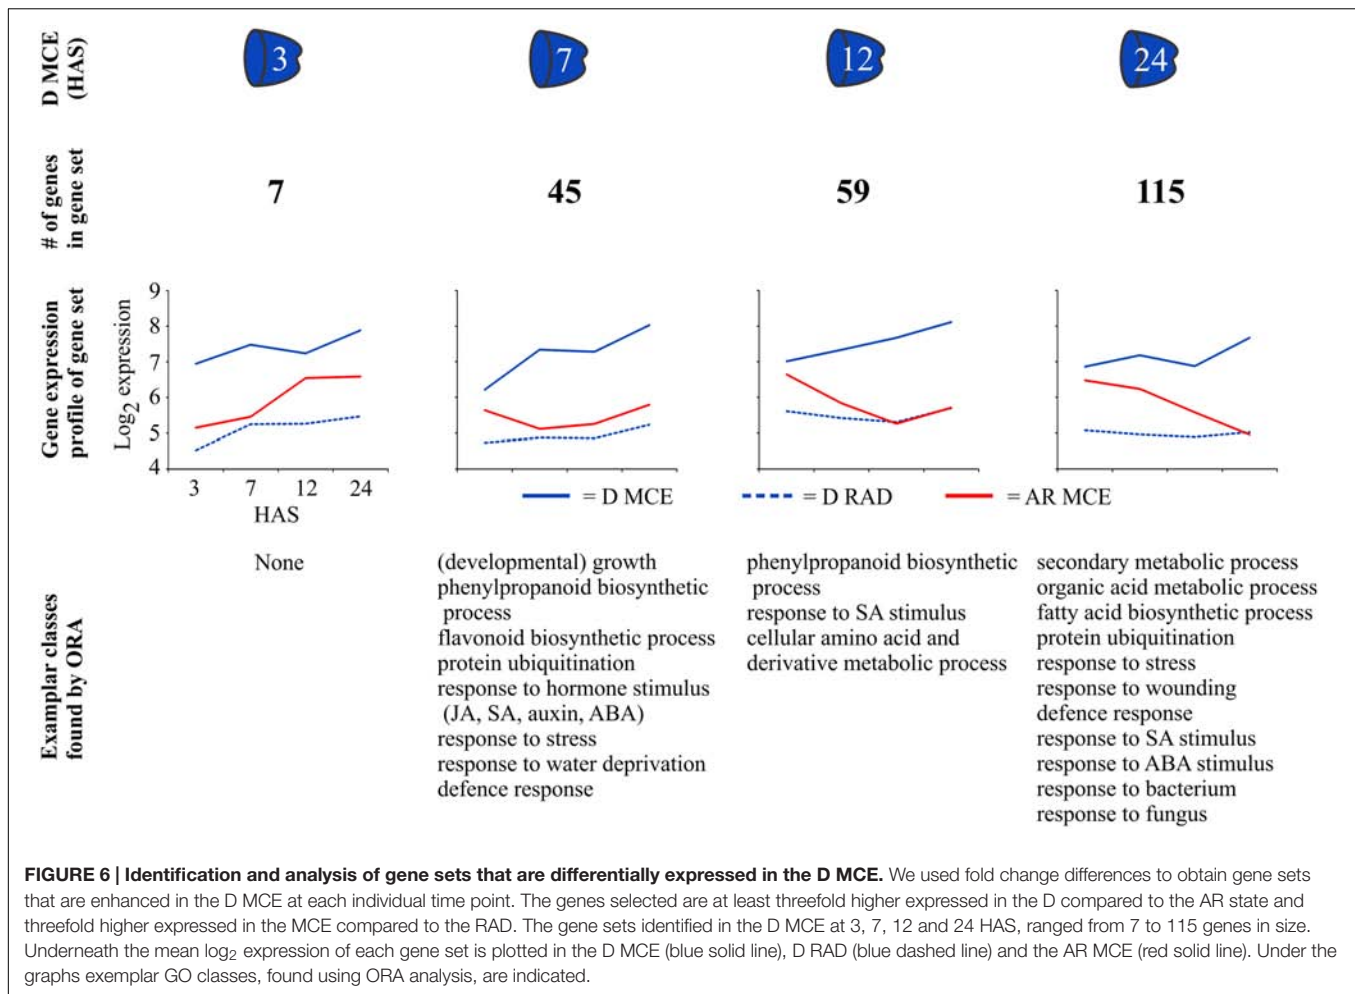 D MCE
(HAS)
3
7
12
24
# of genes
in gene set
7
45
59
115
Gene expression
profile of gene set
Log2 expression
9
8
7
6
5
4
3
7
12
24
HAS
= D MCE
= D RAD
= AR MCE
Examplar classes
found by ORA
None
(developmental) growth
phenylpropanoid biosynthetic
process
flavonoid biosynthetic process
protein ubiquitination
response to hormone stimulus
(JA, SA, auxin, ABA)
response to stress
response to water deprivation
defence response
phenylpropanoid biosynthetic
process
response to SA stimulus
cellular amino acid and
derivative metabolic process
secondary metabolic process
organic acid metabolic process
fatty acid biosynthetic process
protein ubiquitination
response to stress
response to wounding
defence response
response to SA stimulus
response to ABA stimulus
response to bacterium
response to fungus
FIGURE 6 | Identification and analysis of gene sets that are differentially expressed in the D MCE. We used fold change differences to obtain gene sets
that are enhanced in the D MCE at each individual time point. The genes selected are at least threefold higher expressed in the D compared to the AR state and
threefold higher expressed in the MCE compared to the RAD. The gene sets identified in the D MCE at 3, 7, 12 and 24 HAS, ranged from 7 to 115 genes in size.
Underneath the mean log2 expression of each gene set is plotted in the D MCE (blue solid line), D RAD (blue dashed line) and the AR MCE (red solid line). Under the
graphs exemplar GO classes, found using ORA analysis, are indicated.